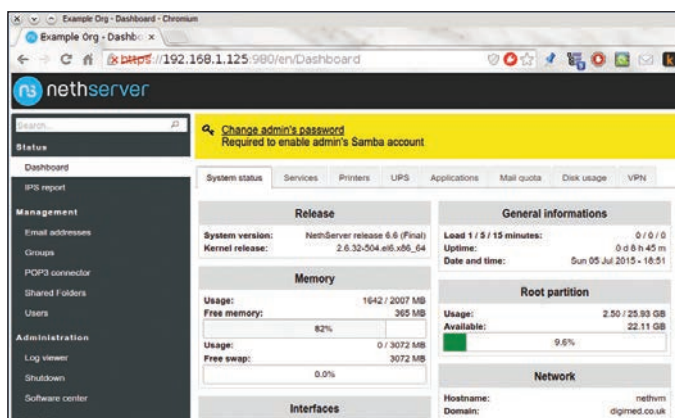 Example Org - Dashboard - Chromium
Example Org - Dashbo
https://192.168.1.125:980/en/Dashboard
nethserver
Search...
Status
Dashboard
IPS report
Management
Email addresses
Groups
POP3 connector
Shared Folders
Users
Administration
Log viewer
Shutdown
Software center
Change admin's password
Required to enable admin's Samba account
System status Services Printers UPS Applications Mail quota Disk usage VPN
Release
System version: NethServer release 6.6 (Final)
Kernel release: 2.6.32-504.el6.x86_64
Memory
Usage: 1642 / 2007 MB
Free memory: 365 MB
82%
Usage: 0 / 3072 MB
Free swap: 3072 MB
0.0%
Interfaces
General informations
Load 1 / 5 / 15 minutes: 0 / 0 / 0
Uptime: 0 d 8 h 45 m
Date and time: Sun 05 Jul 2015 - 18:51
Root partition
Usage: 2.50 / 25.93 GB
Available: 22.11 GB
9.6%
Network
Hostname: nethvm
Domain: digimed.co.uk